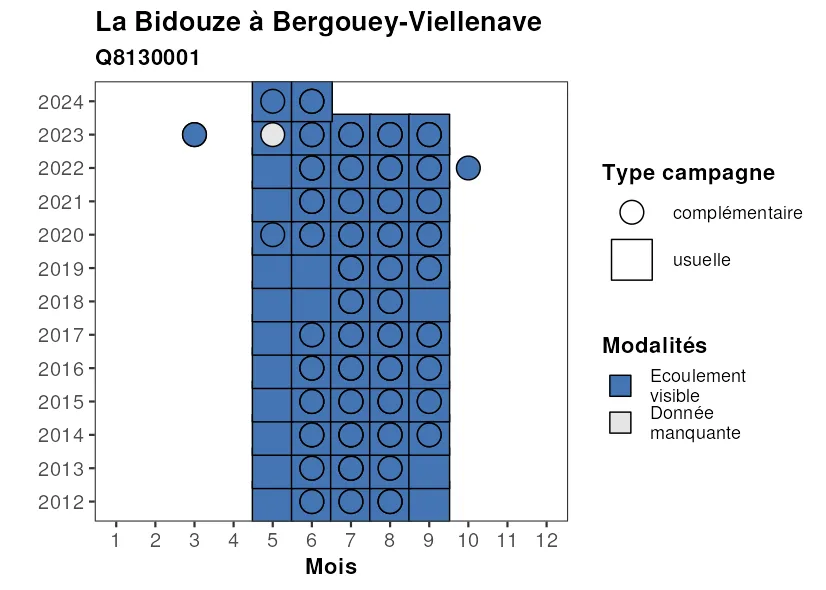 La Bidouze à Bergouey-Viellenave
Q8130001
2024
2023
2022
2021
2020
2019
2018
2017
2016
2015
2014
2013
2012
1 2 3 4 5 6 7 8 9 10 11 12
Mois
Type campagne
complémentaire
usuelle
Modalités
Ecoulement
visible
Donnée
manquante